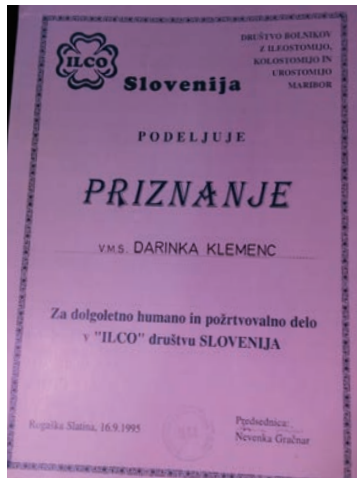 ILCO
Slovenija
DRUŠTVO BOLNIKOV
Z ILEOSTOMIJO,
KOLOSTOMIJO IN
UROSTOMIJO
MARIBOR
PODELJUJE
PRIZNANJE
V.M.S. DARINKA KLEMENC
Za dolgoletno humano in požrtvovalno delo
v "ILCO" društvu SLOVENIJA
Rogaška Slatina, 16.9.1995
Predsednica:
Nevenka Gračnar